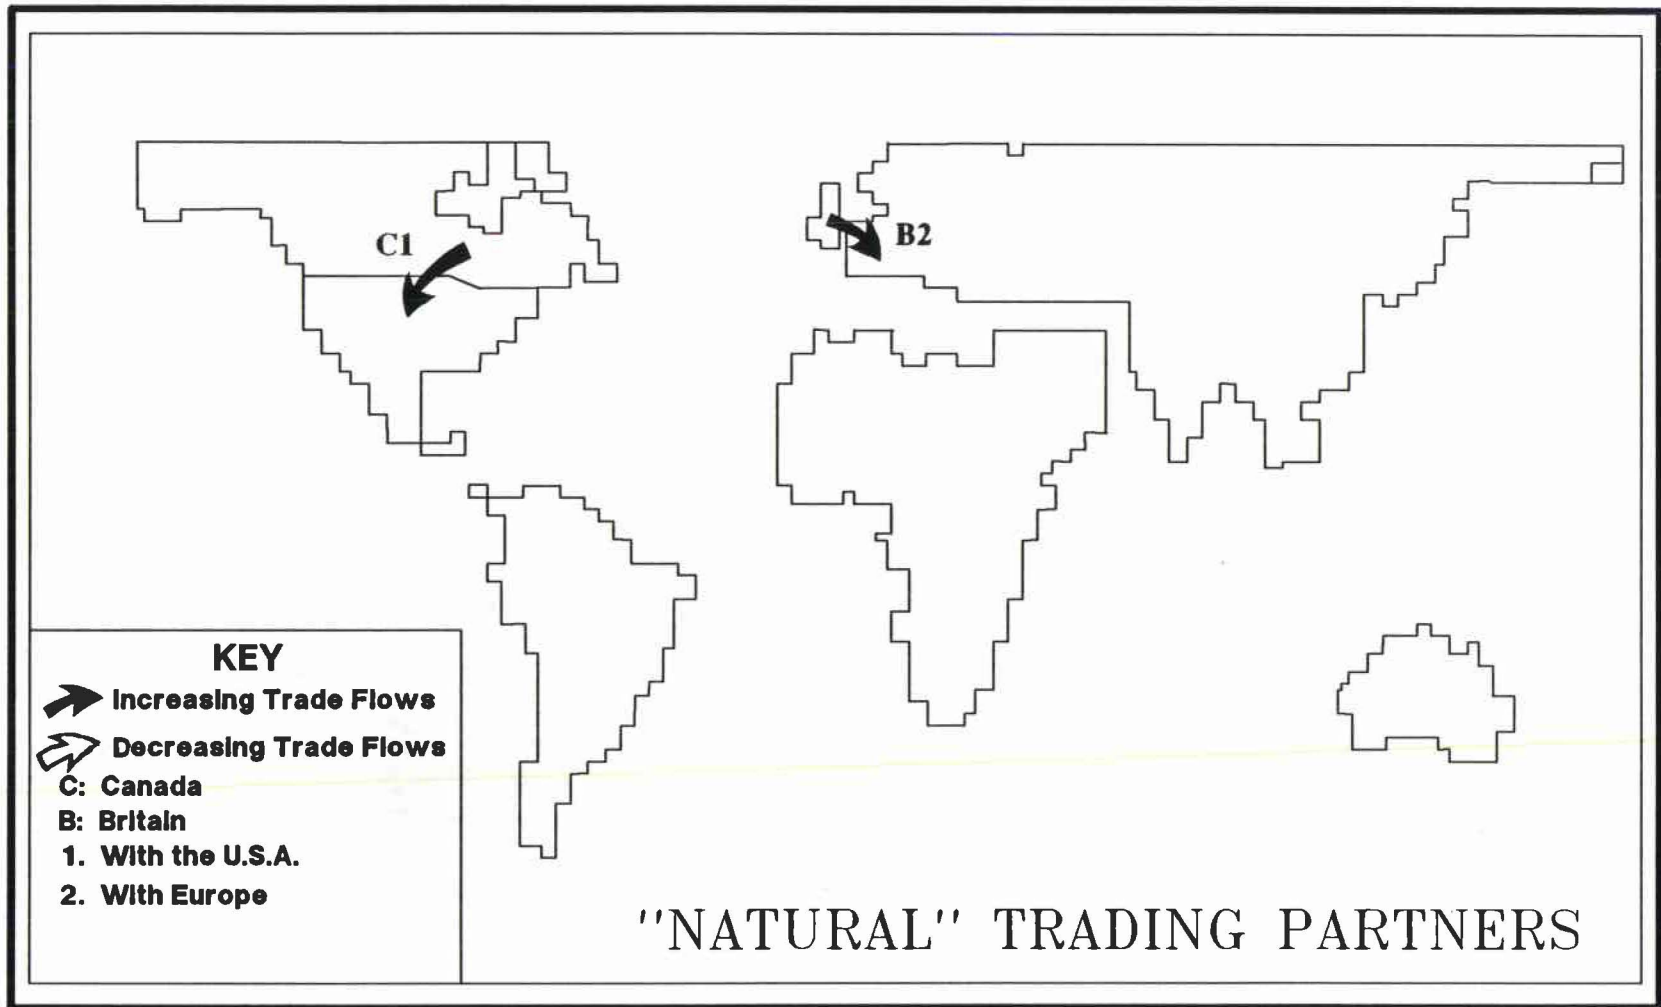 C1
B2
KEY
Increasing Trade Flows
Decreasing Trade Flows
C: Canada
B: Britain
1. With the U.S.A.
2. With Europe
"NATURAL" TRADING PARTNERS